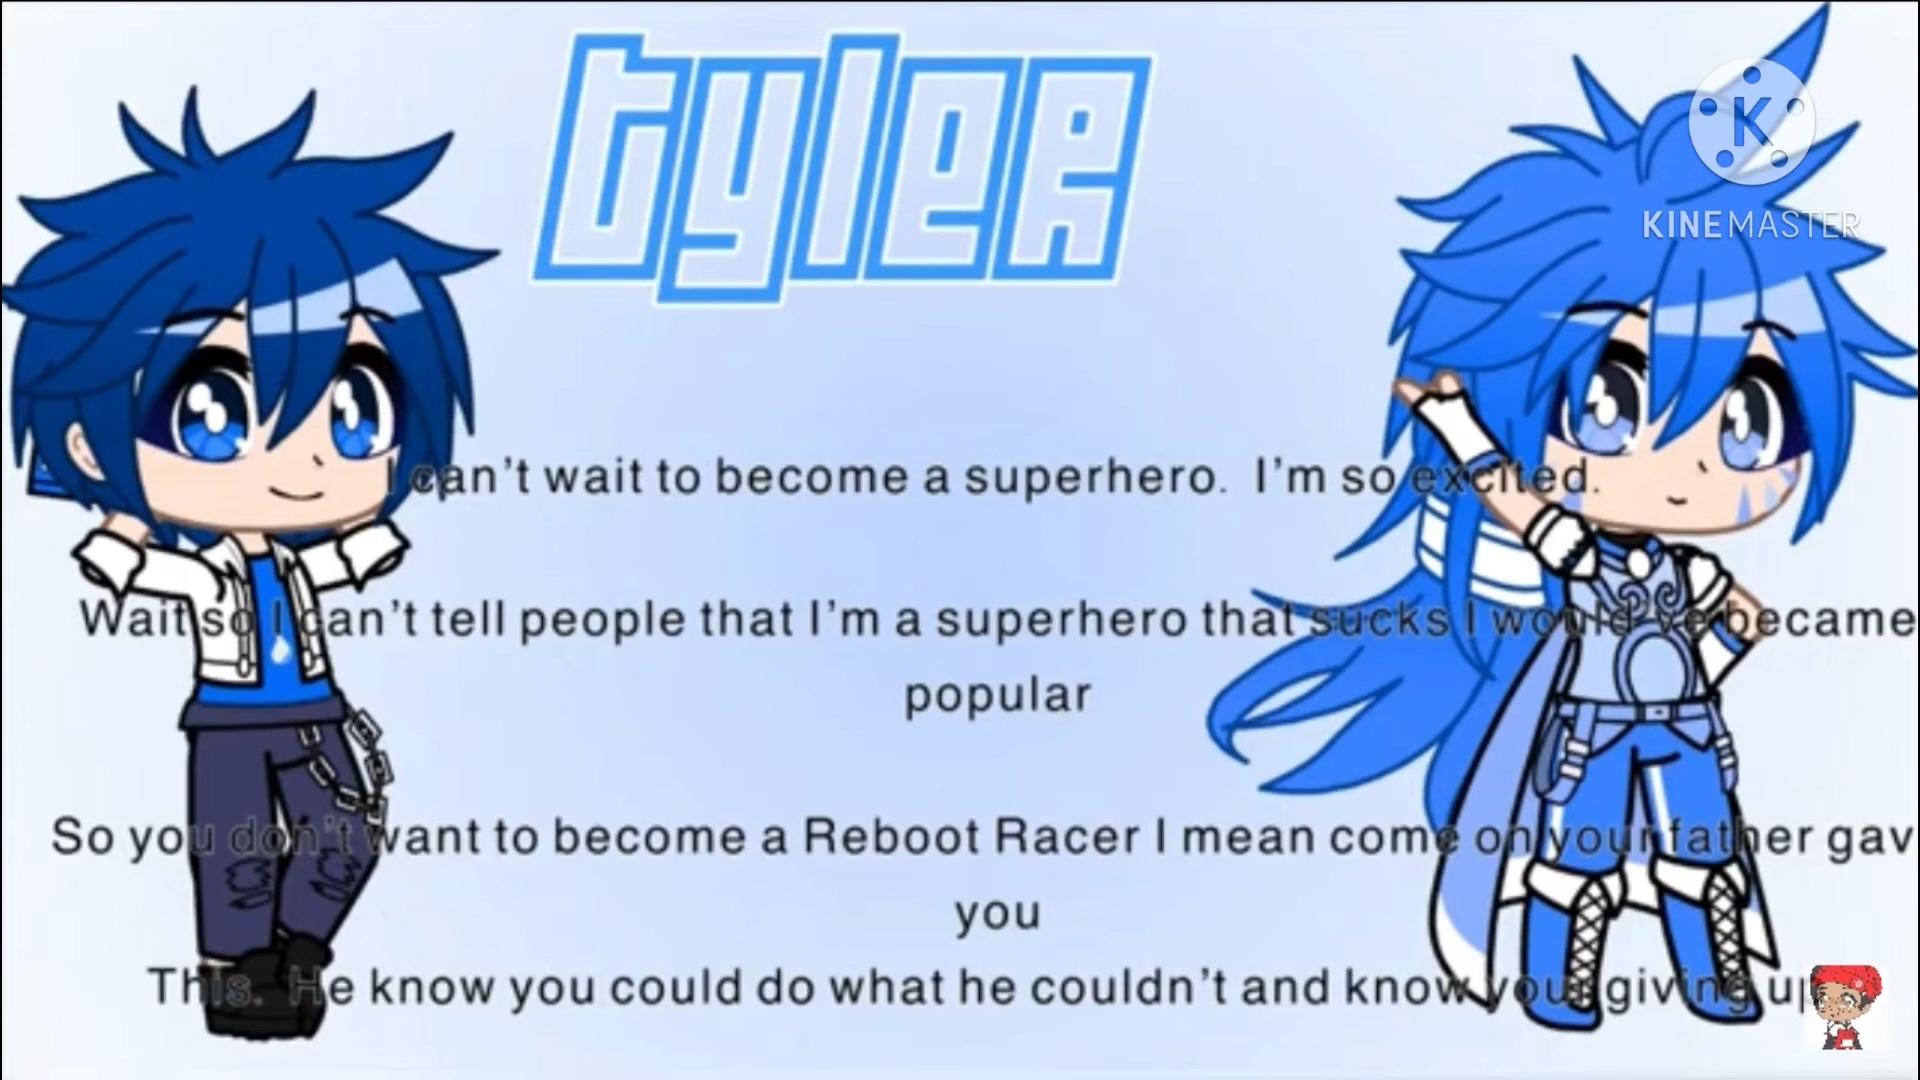 tyler
K
KINEMASTER
I can't wait to become a superhero. I'm so excited.
Wait so I can't tell people that I'm a superhero that sucks I would've became
popular
So you don't want to become a Reboot Racer I mean come on your father gav
you
This. He know you could do what he couldn't and know your giving up